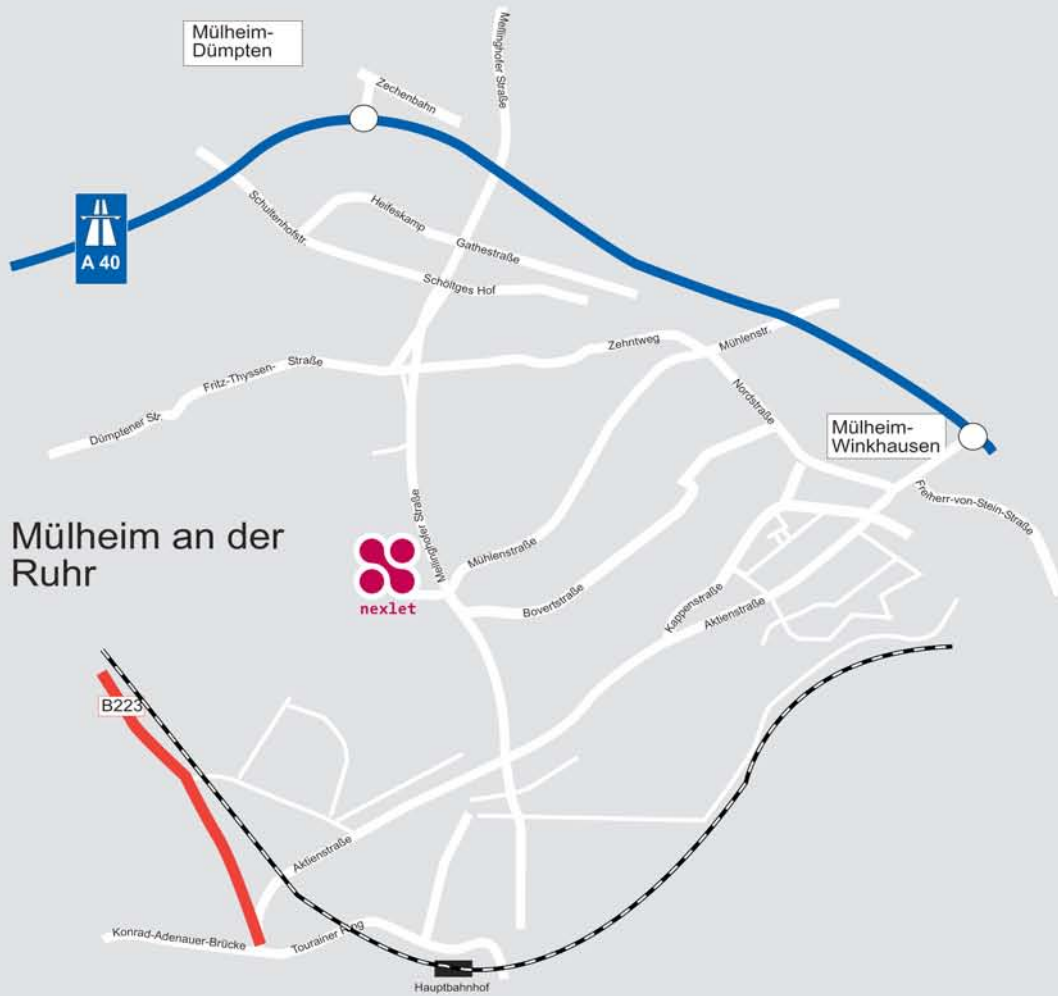 Mülheim-
Dümpten
Mellinghofer Straße
Zechenbahn
A 40
Schultenhofstr.
Heifeskamp
Gathestraße
Schöltges Hof
Zehntweg
Mühlenstr.
Fritz-Thyssen- Straße
Dümptener Str.
Nordstraße
Mülheim-
Winkhausen
Freiherr-von-Stein-Straße
Mülheim an der
Ruhr
Mellinghofer Straße
Mühlenstraße
nexlet
Bovertstraße
Kappenstraße
Aktienstraße
B223
Aktienstraße
Konrad-Adenauer-Brücke
Tourainer Ring
Hauptbahnhof